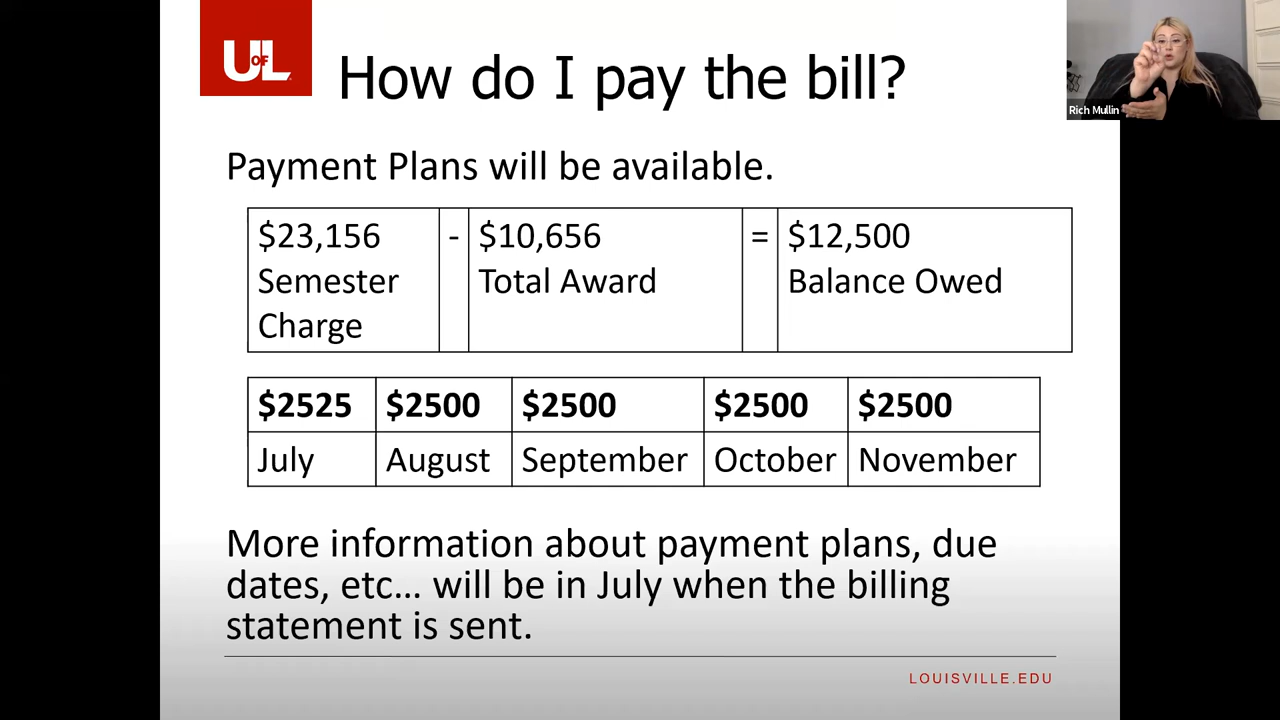 UofL
How do I pay the bill?
Rich Mullin
Payment Plans will be available.
$23,156 - $10,656 = $12,500
Semester Total Award Balance Owed
Charge
$2525 $2500 $2500 $2500 $2500
July August September October November
More information about payment plans, due
dates, etc… will be in July when the billing
statement is sent.
LOUISVILLE.EDU